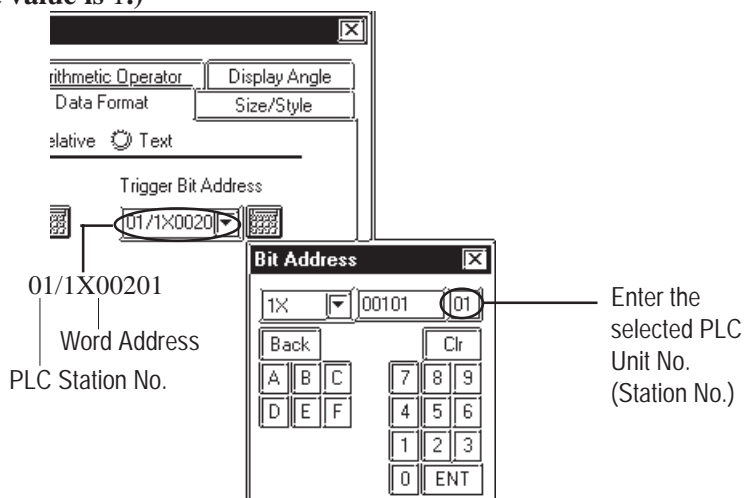 value is 1.)
Arithmetic Operator Display Angle
Data Format Size/Style
Relative Text
Trigger Bit Address
01/1X0020
01/1X00201
Word Address
PLC Station No.
Bit Address
1X 00101 01
Back Clr
A B C 7 8 9
D E F 4 5 6
1 2 3
0 ENT
Enter the
selected PLC
Unit No.
(Station No.)